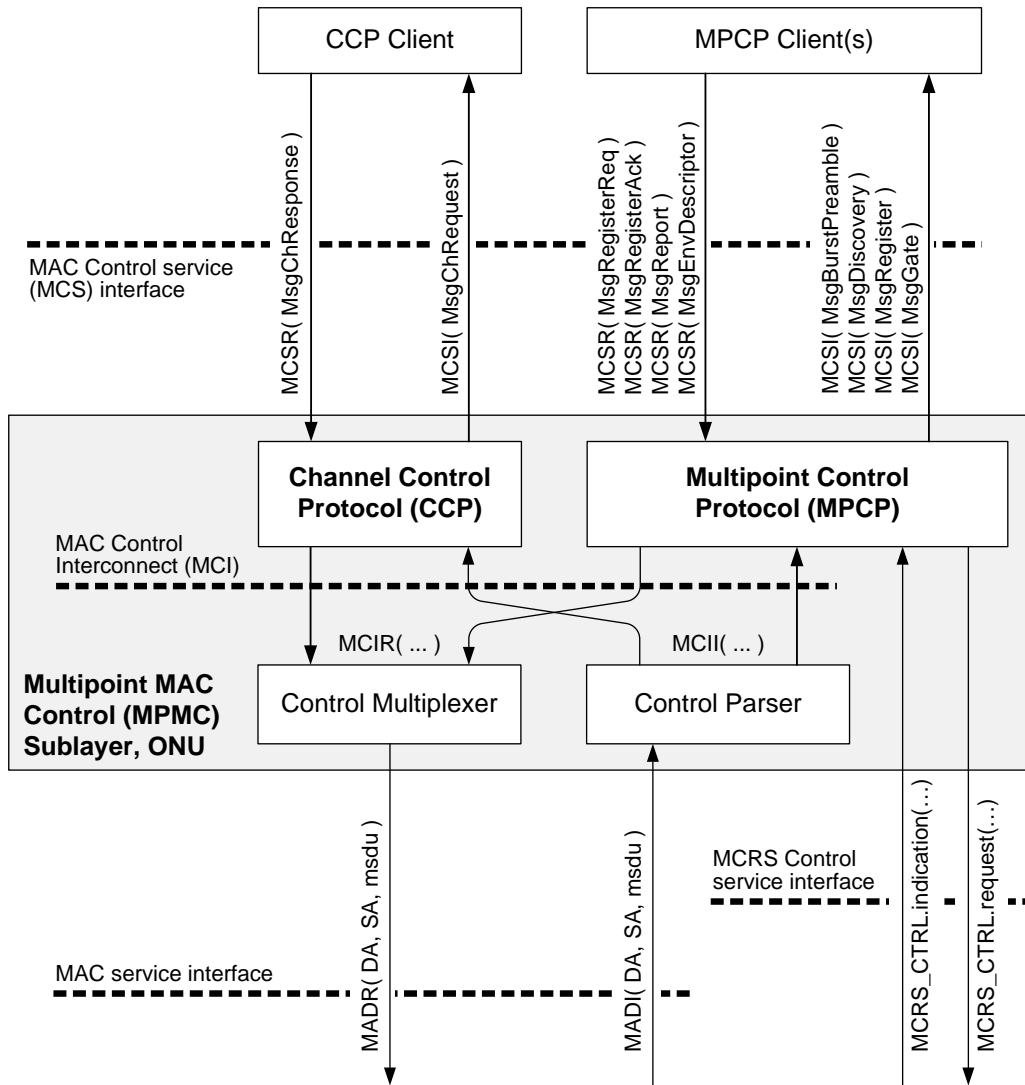 CCP Client
MPCP Client(s)
MCSR( MsgChResponse )
MCSI( MsgChRequest )
MCSR( MsgRegisterReq )
MCSR( MsgRegisterAck )
MCSR( MsgReport )
MCSR( MsgEnvDescriptor )
MCSI( MsgBurstPreamble )
MCSI( MsgDiscovery )
MCSI( MsgRegister )
MCSI( MsgGate )
MAC Control service
(MCS) interface
Channel Control
Protocol (CCP)
Multipoint Control
Protocol (MPCP)
MAC Control
Interconnect (MCI)
MCIR( ... )
MCII( ... )
Multipoint MAC
Control (MPMC)
Sublayer, ONU
Control Multiplexer
Control Parser
MADR( DA, SA, msdu )
MADI( DA, SA, msdu )
MCRS Control
service interface
MCRS_CTRL.indication(...)
MCRS_CTRL.request(...)
MAC service interface